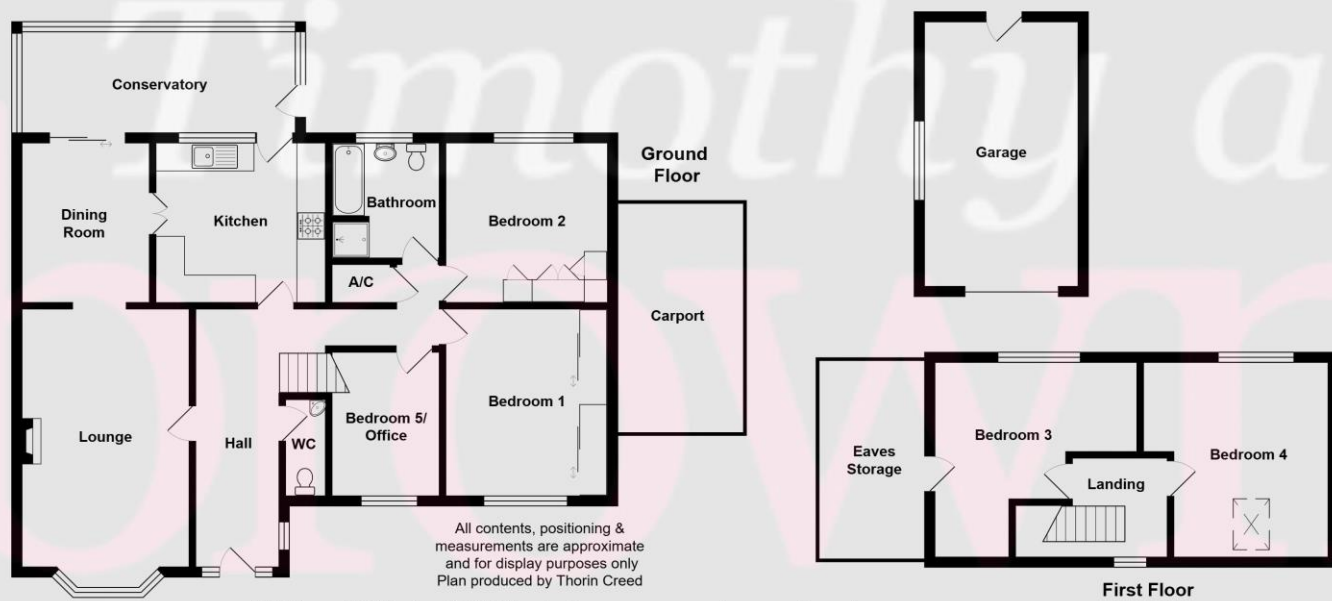 Timothy a
brown
Conservatory
Dining
Room
Kitchen
Bathroom
Bedroom 2
A/C
Ground
Floor
Carport
Garage
Lounge
Hall
WC
Bedroom 5/
Office
Bedroom 1
Eaves
Storage
Bedroom 3
Landing
Bedroom 4
All contents, positioning &
measurements are approximate
and for display purposes only
Plan produced by Thorin Creed
First Floor